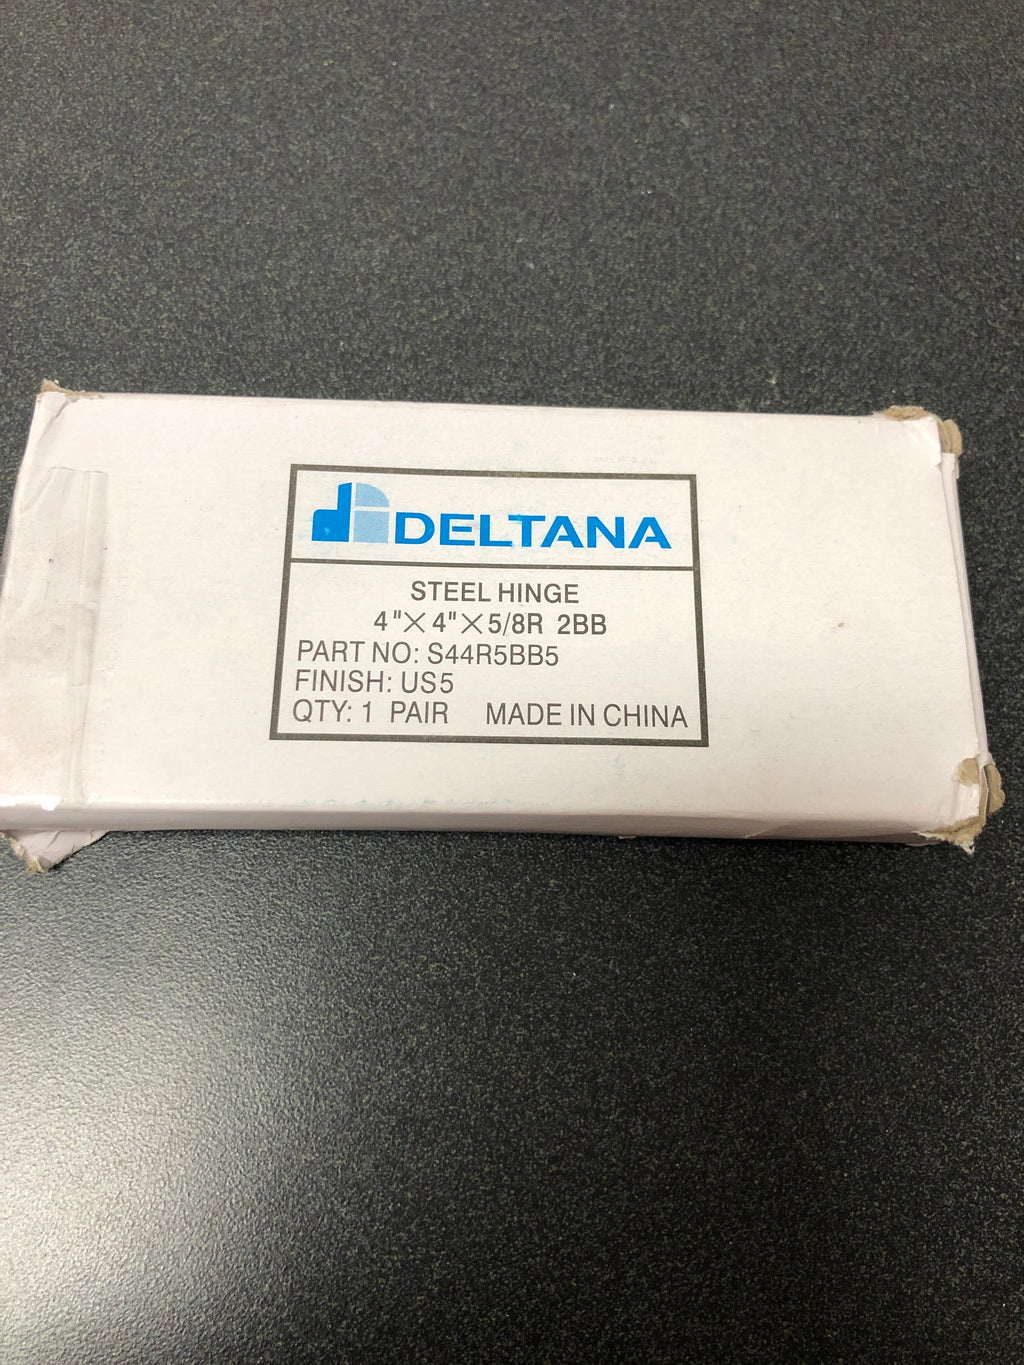 DELTANA
STEEL HINGE
4"×4"×5/8R 2BB
PART NO: S44R5BB5
FINISH: US5
QTY: 1 PAIR MADE IN CHINA